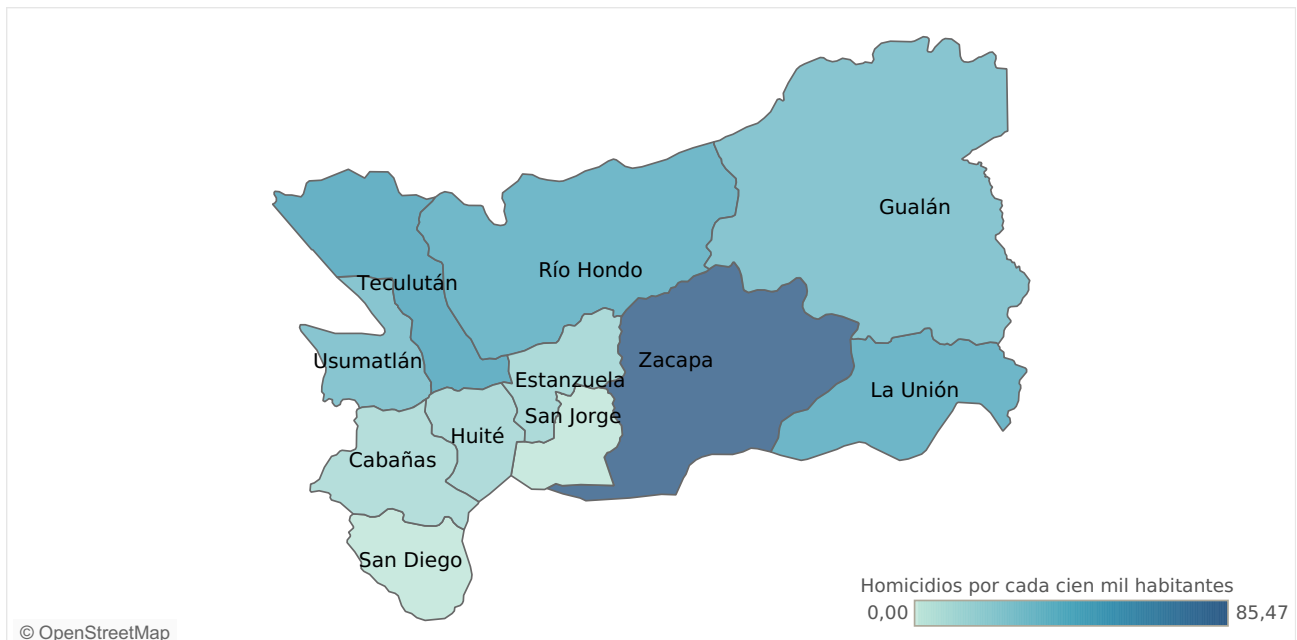 Gualán
Río Hondo
Teculután
Usumatlán
Zacapa
Estanzuela
La Unión
San Jorge
Huité
Cabañas
San Diego
Homicidios por cada cien mil habitantes
0,00 85,47
© OpenStreetMap